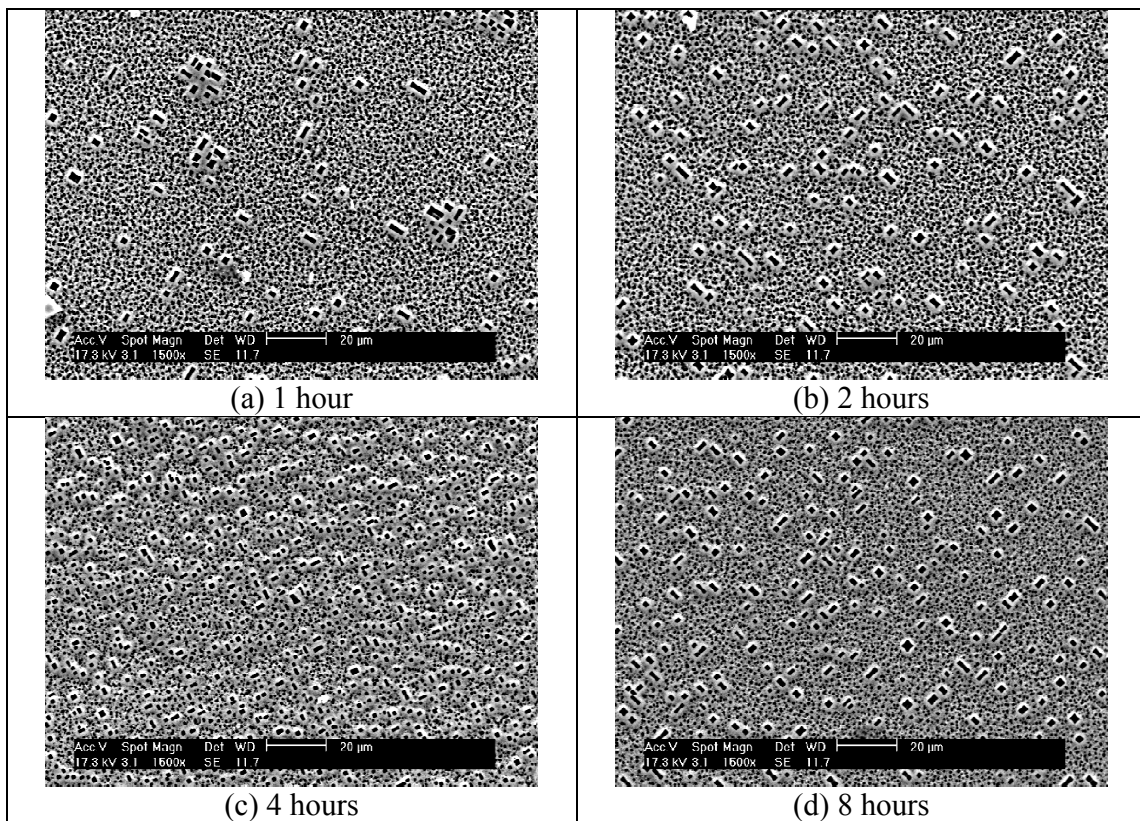 Acc.V Spot Magn Det WD 20 µm
17.3 kV 3.1 1500x SE 11.7
(a) 1 hour
Acc.V Spot Magn Det WD 20 µm
17.3 kV 3.1 1500x SE 11.7
(b) 2 hours
Acc.V Spot Magn Det WD 20 µm
17.3 kV 3.1 1500x SE 11.7
(c) 4 hours
Acc.V Spot Magn Det WD 20 µm
17.3 kV 3.1 1500x SE 11.7
(d) 8 hours